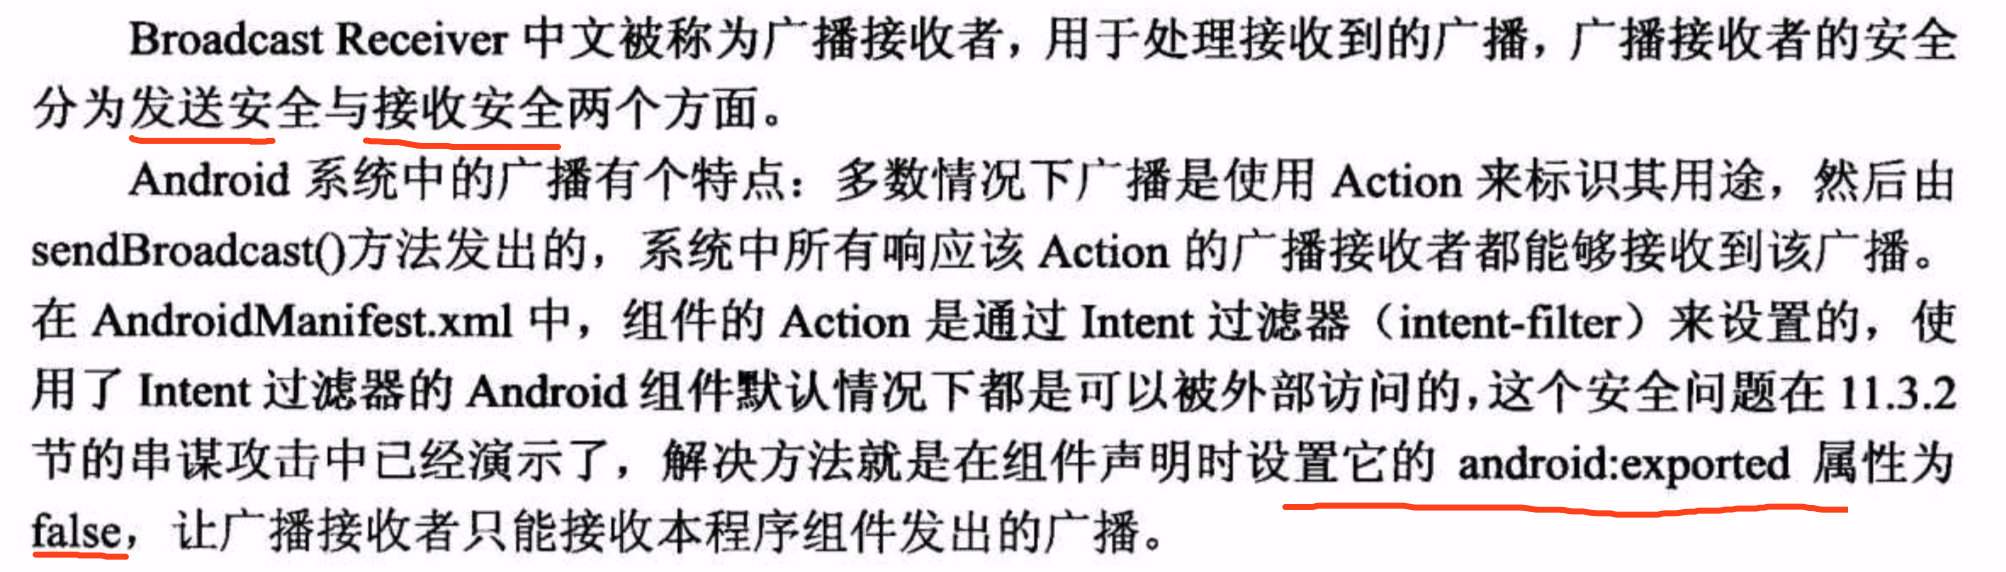 Broadcast Receiver 中文被称为广播接收者，用于处理接收到的广播，广播接收者的安全
分为发送安全与接收安全两个方面。
Android 系统中的广播有个特点：多数情况下广播是使用 Action 来标识其用途，然后由
sendBroadcast()方法发出的，系统中所有响应该 Action 的广播接收者都能够接收到该广播。
在 AndroidManifest.xml 中，组件的 Action 是通过 Intent 过滤器（intent-filter）来设置的，使
用了 Intent 过滤器的 Android 组件默认情况下都是可以被外部访问的，这个安全问题在 11.3.2
节的串谋攻击中已经演示了，解决方法就是在组件声明时设置它的 android:exported 属性为
false，让广播接收者只能接收本程序组件发出的广播。